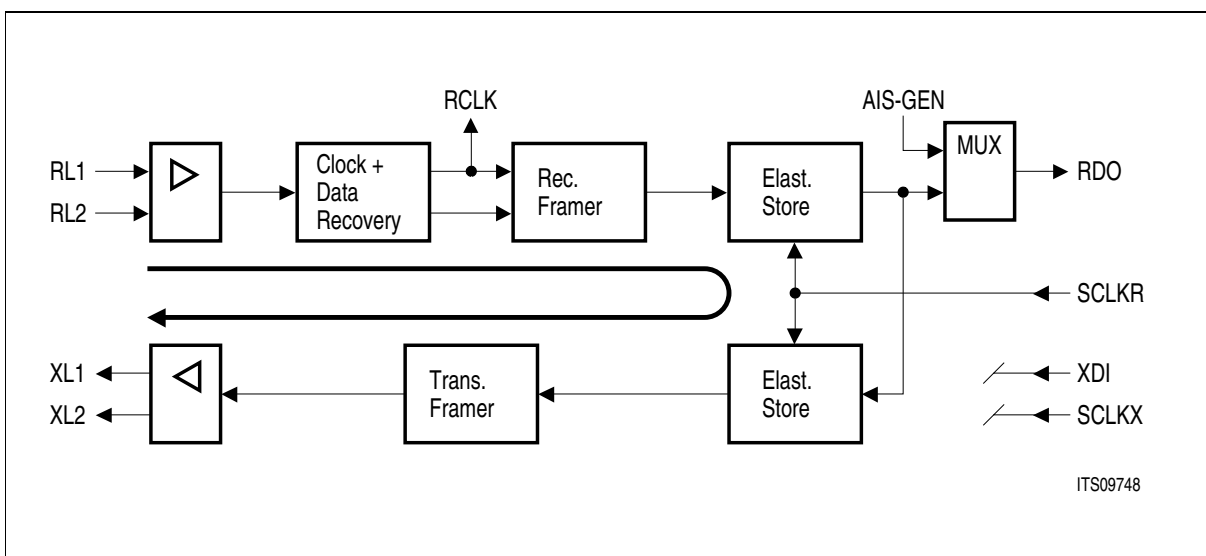 RCLK
AIS-GEN
RL1
RL2
Clock +
Data
Recovery
Rec.
Framer
Elast.
Store
MUX
RDO
SCLKR
XL1
XL2
Trans.
Framer
Elast.
Store
XDI
SCLKX
ITS09748